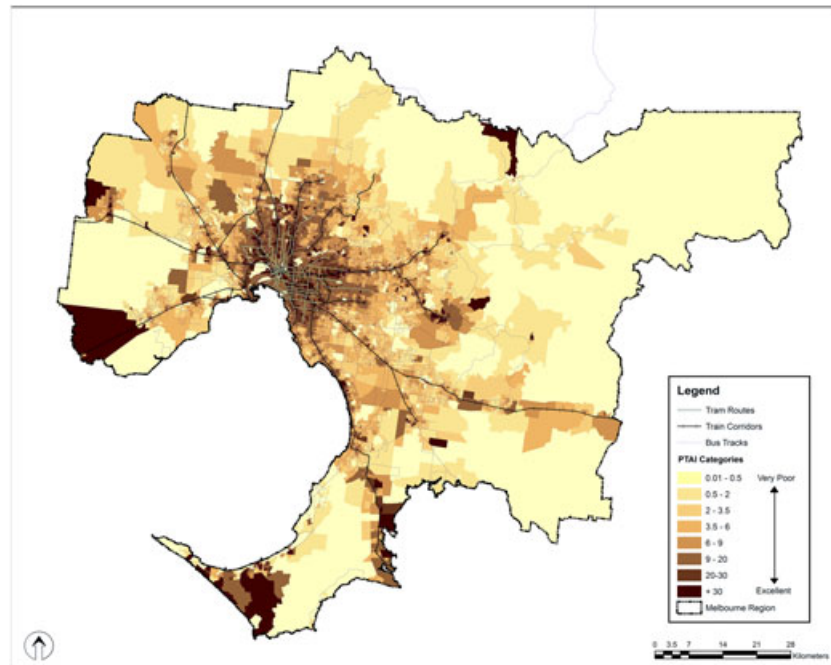 Legend
Tram Routes
Train Corridors
Bus Tracks
PTAI Categories
0.01 - 0.5
Very Poor
0.5 - 2
2 - 3.5
3.5 - 6
6 - 9
9 - 20
20-30
+ 30
Excellent
Melbourne Region
0 3.5 7 14 21 28
Kilometers